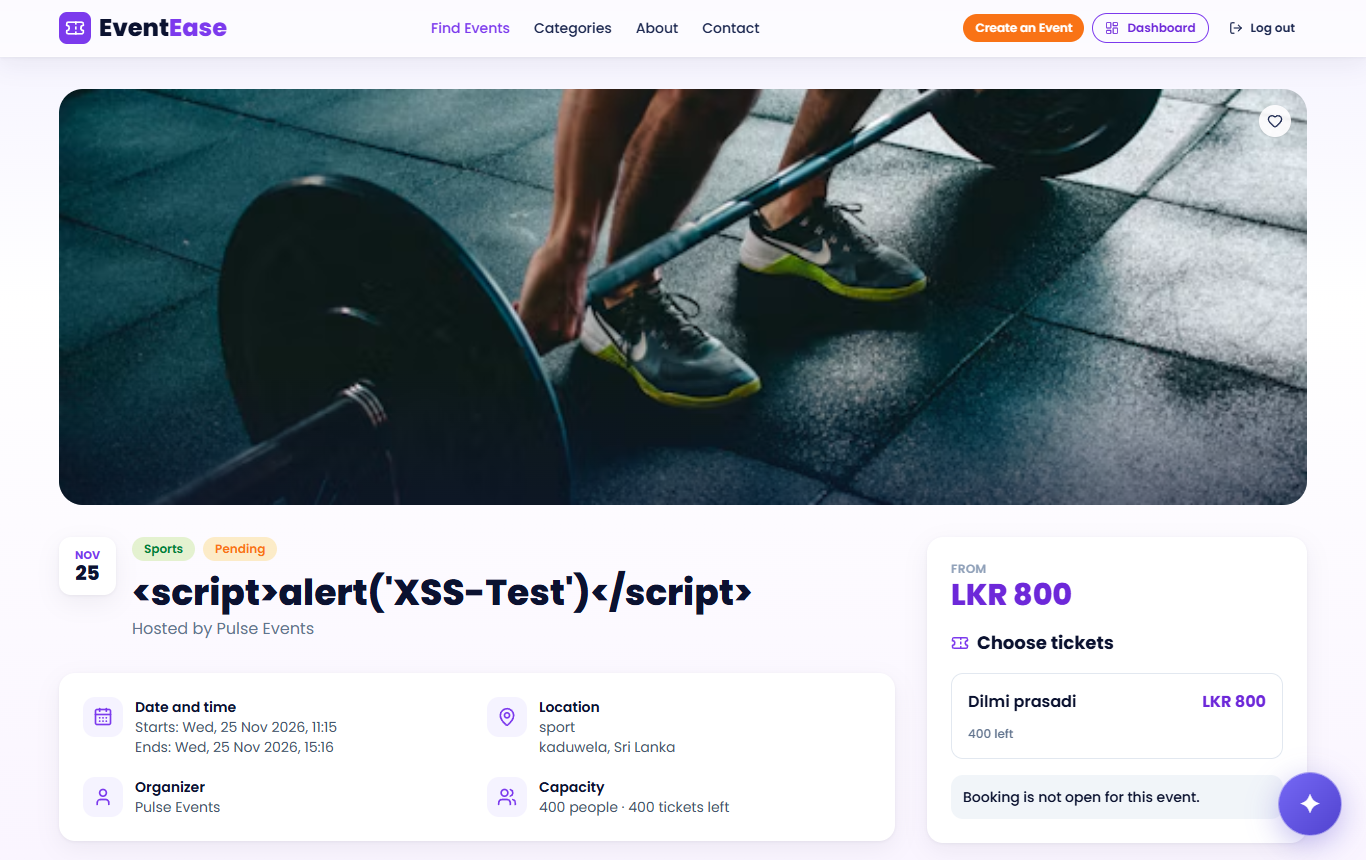 EventEase
Find Events
Categories
About
Contact
Create an Event
Dashboard
Log out
NOV
25
Sports
Pending
<script>alert('XSS-Test')</script>
Hosted by Pulse Events
Date and time
Starts: Wed, 25 Nov 2026, 11:15
Ends: Wed, 25 Nov 2026, 15:16
Location
sport
kaduwela, Sri Lanka
Organizer
Pulse Events
Capacity
400 people · 400 tickets left
FROM
LKR 800
Choose tickets
Dilmi prasadi
LKR 800
400 left
Booking is not open for this event.